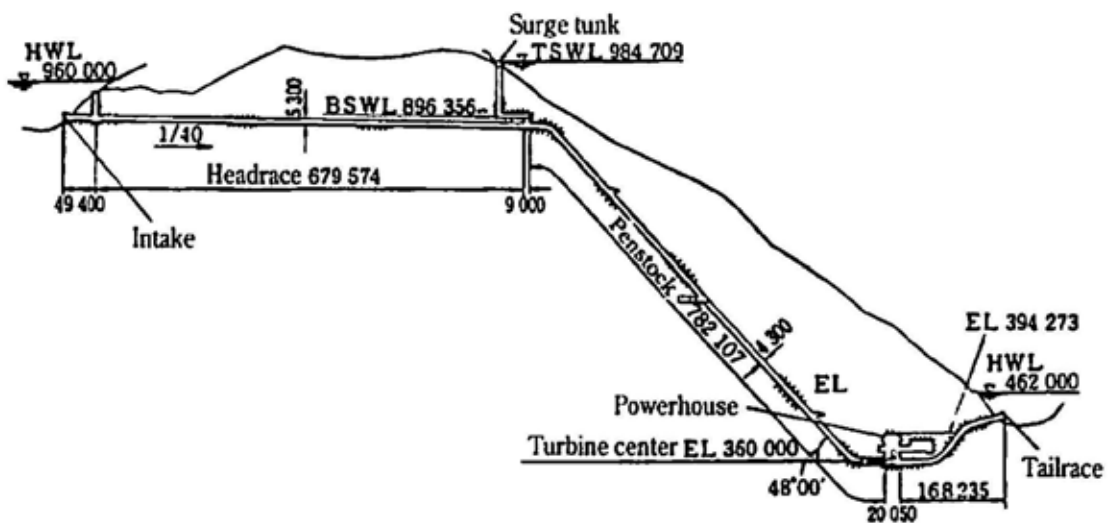 Surge tunk
HWL
960 000
TSWL 984 709
5 300
BSWL 896 356
1/40
Headrace 679 574
49 400
9 000
Intake
Penstock 782 107
4 300
EL 394 273
HWL
462 000
EL
Powerhouse
Turbine center EL 360 000
Tailrace
48°00′
168 235
20 050